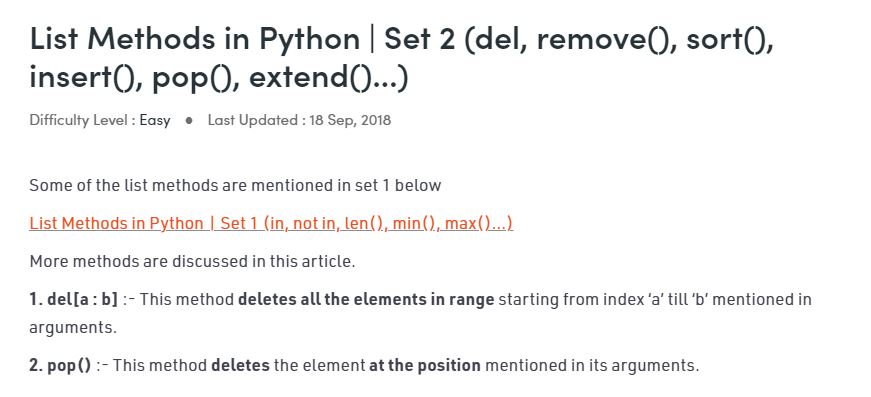 List Methods in Python | Set 2 (del, remove(), sort(),
insert(), pop(), extend()...)
Difficulty Level : Easy ● Last Updated : 18 Sep, 2018
Some of the list methods are mentioned in set 1 below
List Methods in Python | Set 1 (in, not in, len(), min(), max()...)
More methods are discussed in this article.
1. del[a : b] :- This method deletes all the elements in range starting from index ‘a’ till ‘b’ mentioned in
arguments.
2. pop() :- This method deletes the element at the position mentioned in its arguments.